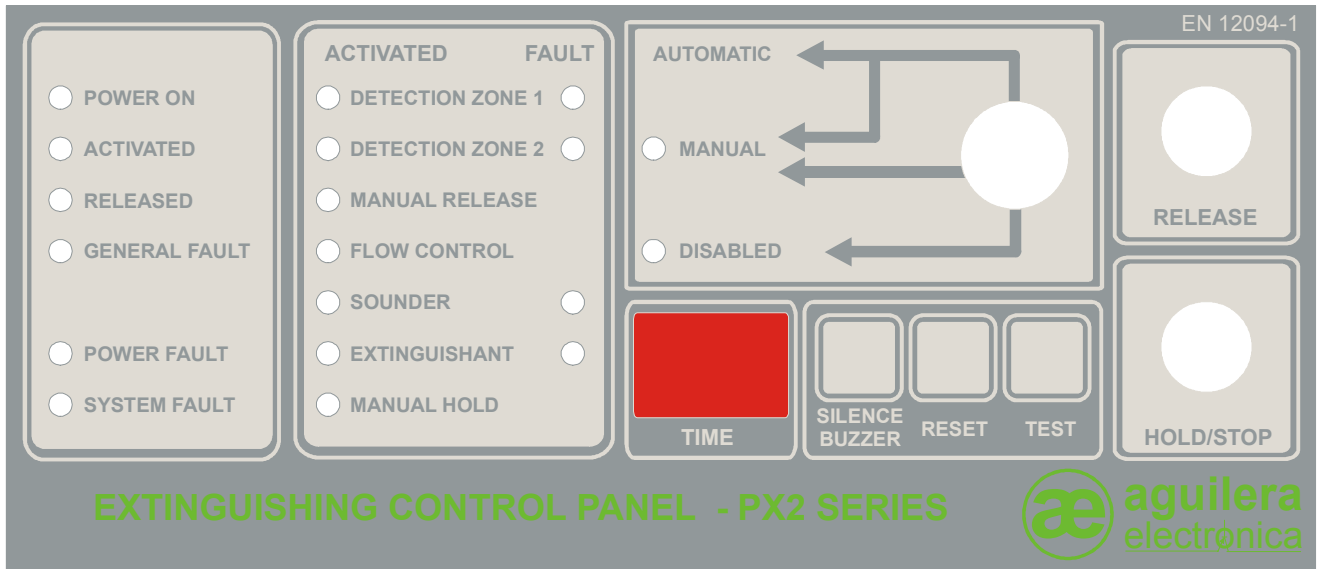 EN 12094-1
POWER ON
ACTIVATED
RELEASED
GENERAL FAULT
POWER FAULT
SYSTEM FAULT
ACTIVATED FAULT
DETECTION ZONE 1
DETECTION ZONE 2
MANUAL RELEASE
FLOW CONTROL
SOUNDER
EXTINGUISHANT
MANUAL HOLD
AUTOMATIC
MANUAL
DISABLED
TIME
SILENCE
BUZZER
RESET
TEST
RELEASE
HOLD/STOP
EXTINGUISHING CONTROL PANEL - PX2 SERIES
æ
aguilera
electrónica